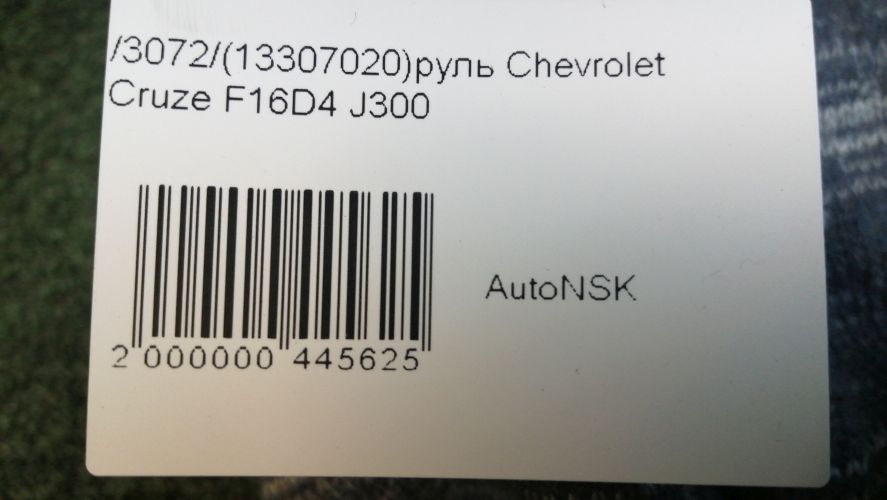 /3072/(13307020)руль Chevrolet
Cruze F16D4 J300
AutoNSK
2 000000 445625